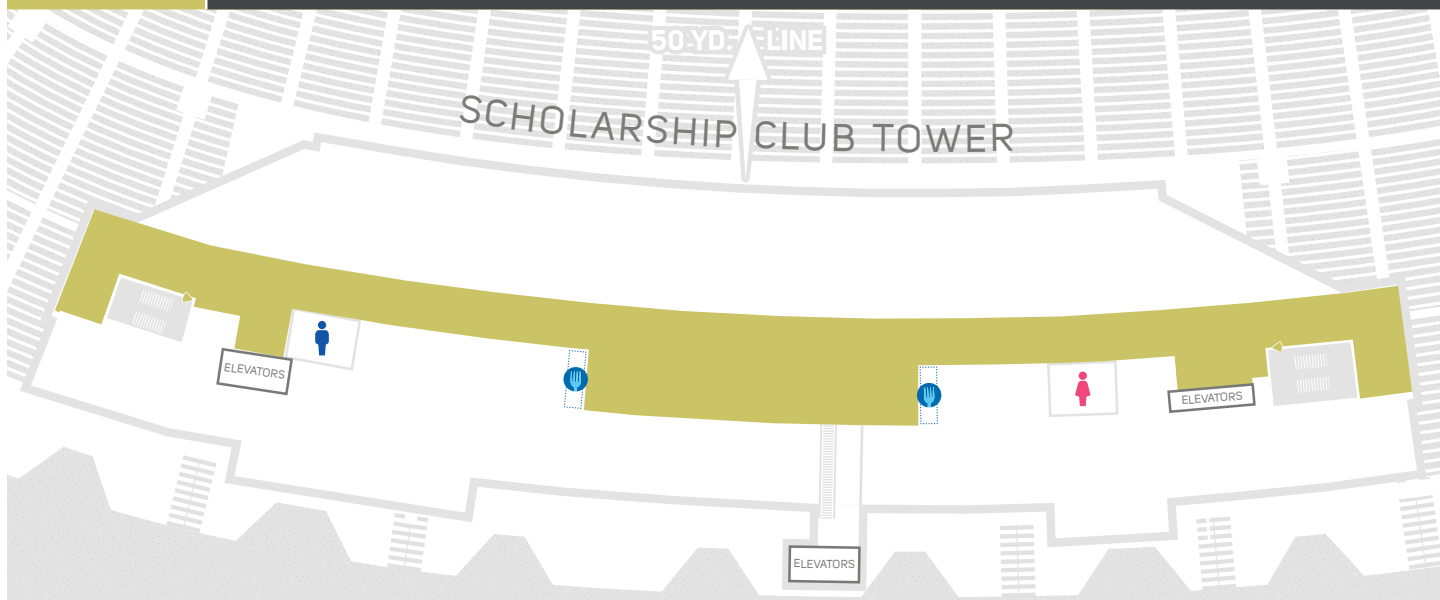 50 YD. LINE
SCHOLARSHIP CLUB TOWER
ELEVATORS
ELEVATORS
ELEVATORS